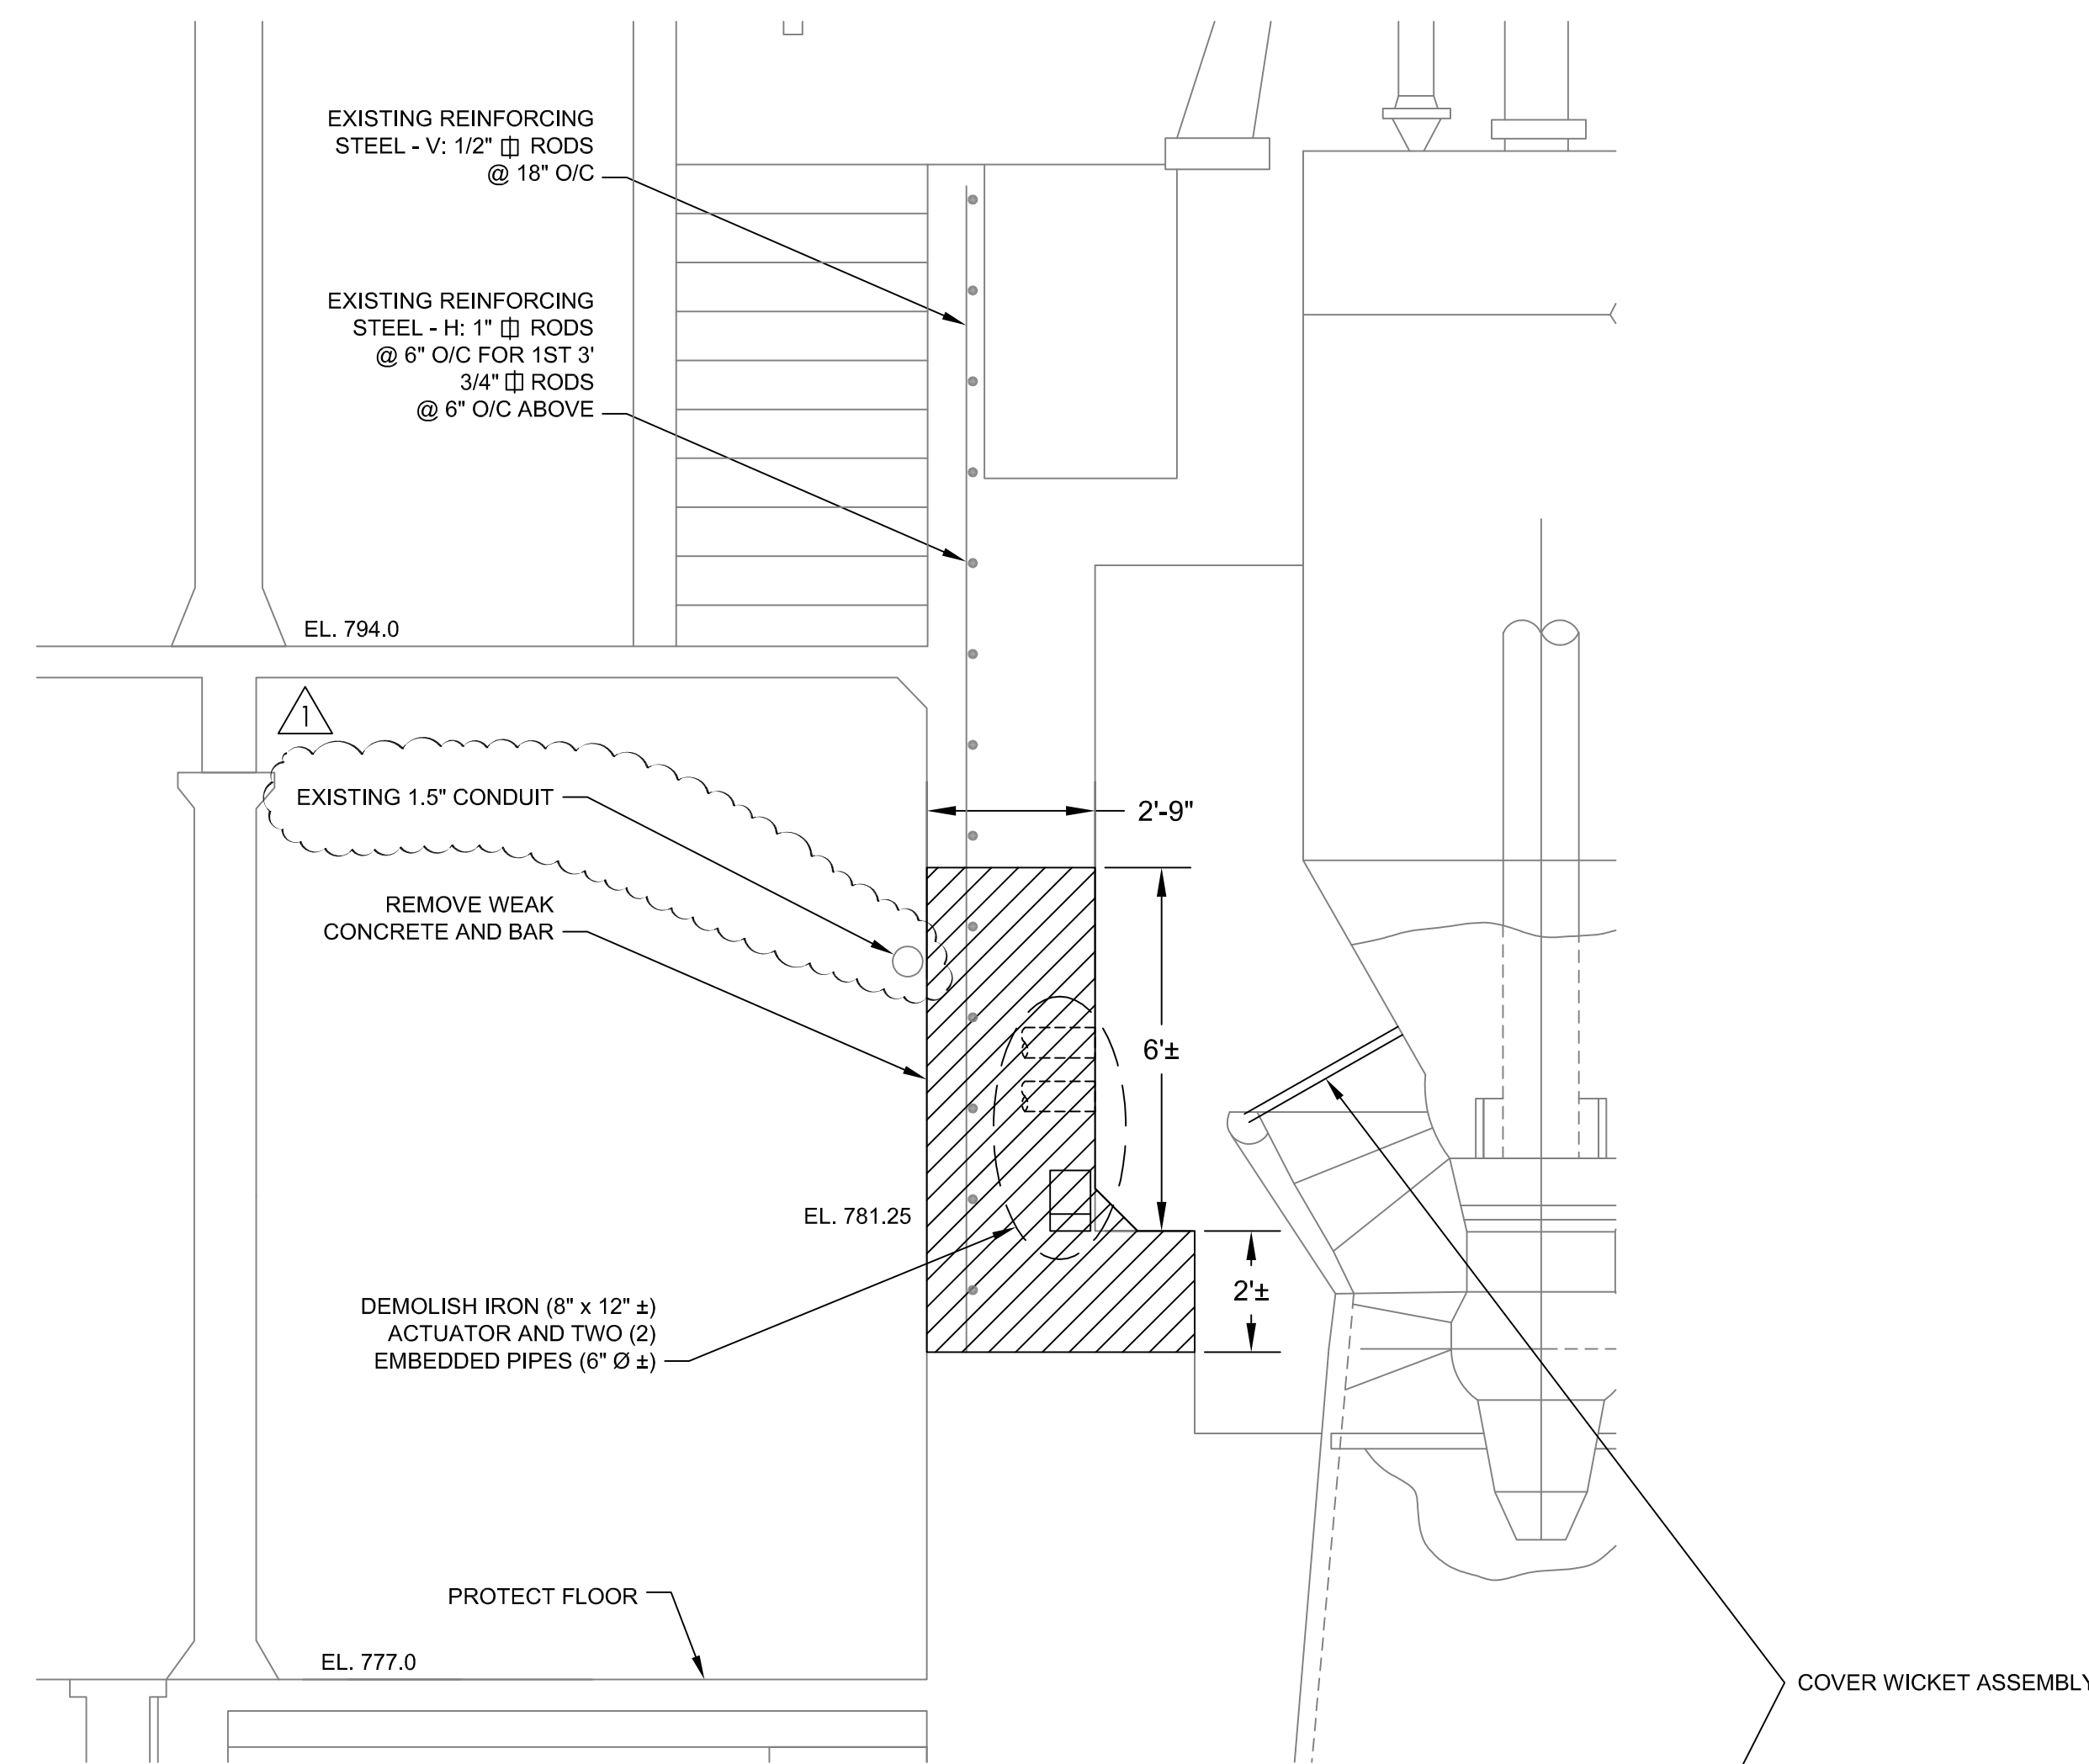 EXISTING REINFORCING
STEEL - V: 1/2" ⎅ RODS
@ 18" O/C
EXISTING REINFORCING
STEEL - H: 1" ⎅ RODS
@ 6" O/C FOR 1ST 3'
3/4" ⎅ RODS
@ 6" O/C ABOVE
EL. 794.0
1
EXISTING 1.5" CONDUIT
2'-9"
REMOVE WEAK
CONCRETE AND BAR
6'±
EL. 781.25
2'±
DEMOLISH IRON (8" x 12" ±)
ACTUATOR AND TWO (2)
EMBEDDED PIPES (6" Ø ±)
PROTECT FLOOR
EL. 777.0
COVER WICKET ASSEMBLY